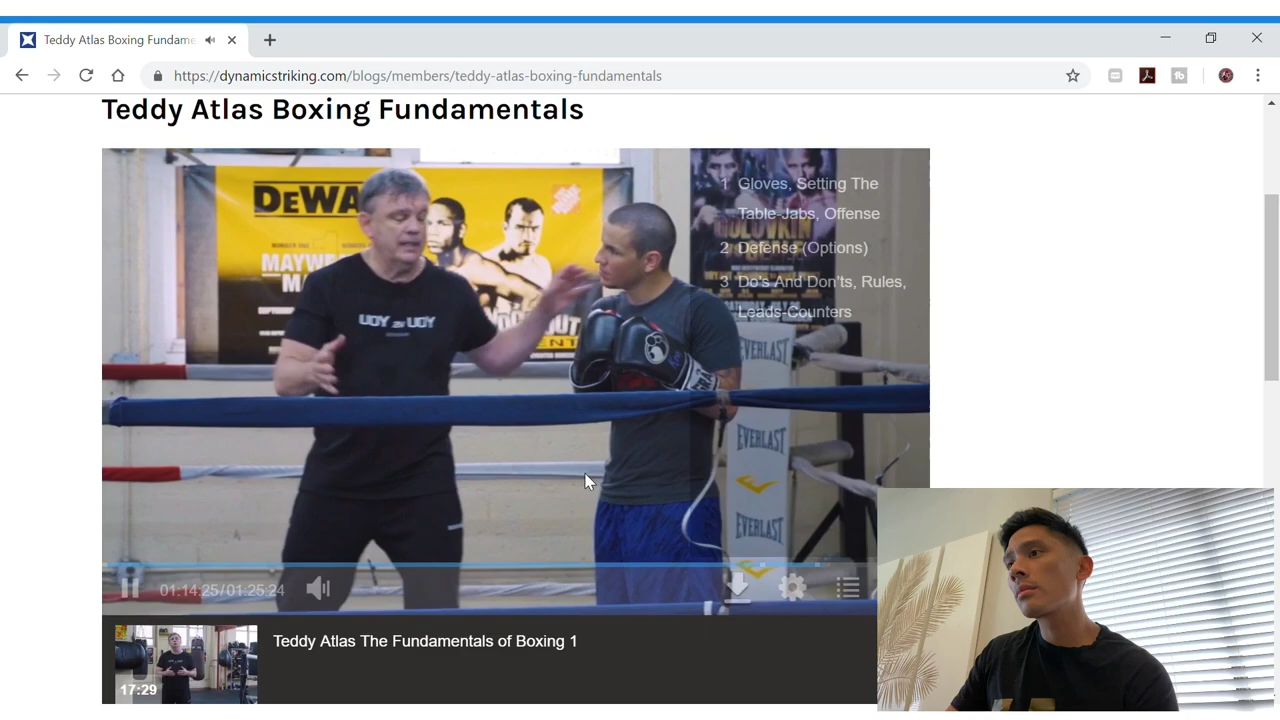 Teddy Atlas Boxing Fundame
https://dynamicstriking.com/blogs/members/teddy-atlas-boxing-fundamentals
Teddy Atlas Boxing Fundamentals
DEWA
MAYWE
MA
GOLOVKIN
1 Gloves, Setting The
Table-Jabs, Offense
2 Defense (Options)
3 Do's And Don'ts, Rules,
Leads-Counters
EVERLAST
EVERLAST
EVERLAST
01:14:25/01:25:24
17:29
Teddy Atlas The Fundamentals of Boxing 1